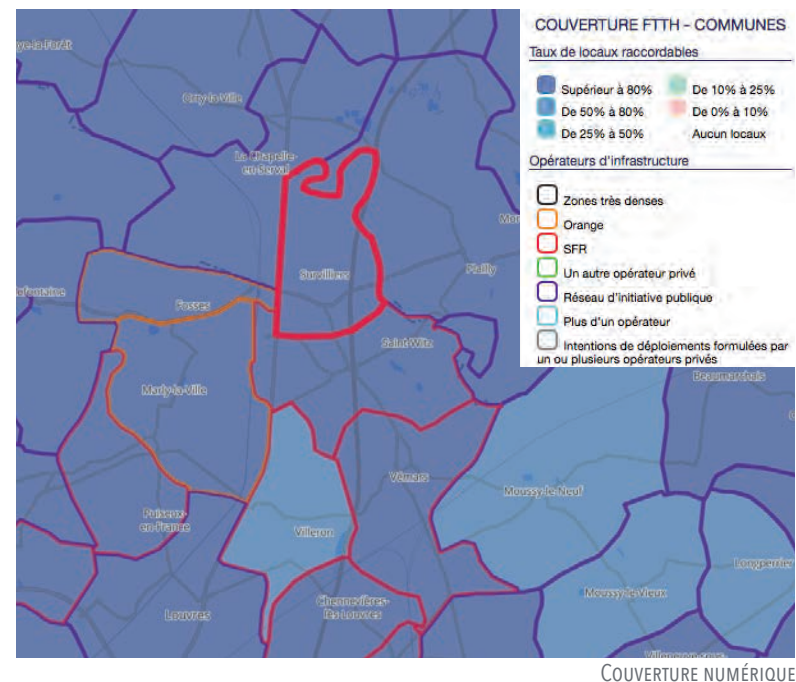 COUVERTURE FTTH - COMMUNES
Taux de locaux raccordables
Supérieur à 80%
De 10% à 25%
De 50% à 80%
De 0% à 10%
De 25% à 50%
Aucun locaux
Opérateurs d'infrastructure
Zones très denses
Orange
SFR
Un autre opérateur privé
Réseau d'initiative publique
Plus d'un opérateur
Intentions de déploiements formulées par
un ou plusieurs opérateurs privés
Orry-la-Ville
La Chapelle-
en-Serval
Survilliers
Plailly
Fosses
Saint-Witz
Marly-la-Ville
Beaumarchais
Vémars
Moussy-le-Neuf
Puiseux-
en-France
Villeron
Longperrier
Moussy-le-Vieux
Chennevières-
lès-Louvres
Louvres
COUVERTURE NUMÉRIQUE